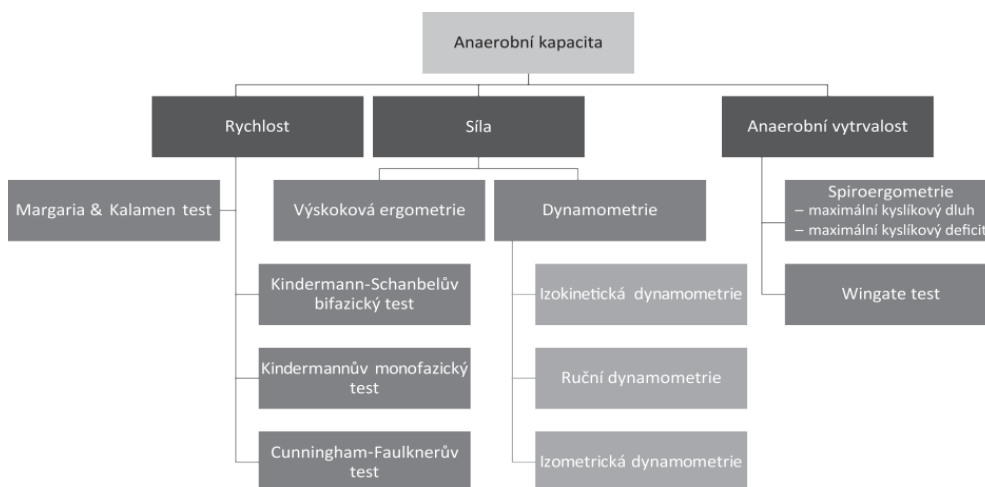 Anaerobní kapacita
Rychlost
Síla
Anaerobní vytrvalost
Margaria & Kalamen test
Výskoková ergometrie
Dynamometrie
Spiroergometrie
– maximální kyslíkový dluh
– maximální kyslíkový deficit
Kindermann-Schanbelův
bifazický test
Izokinetická dynamometrie
Wingate test
Kindermannův monofazický
test
Ruční dynamometrie
Cunningham-Faulknerův
test
Izometrická dynamometrie